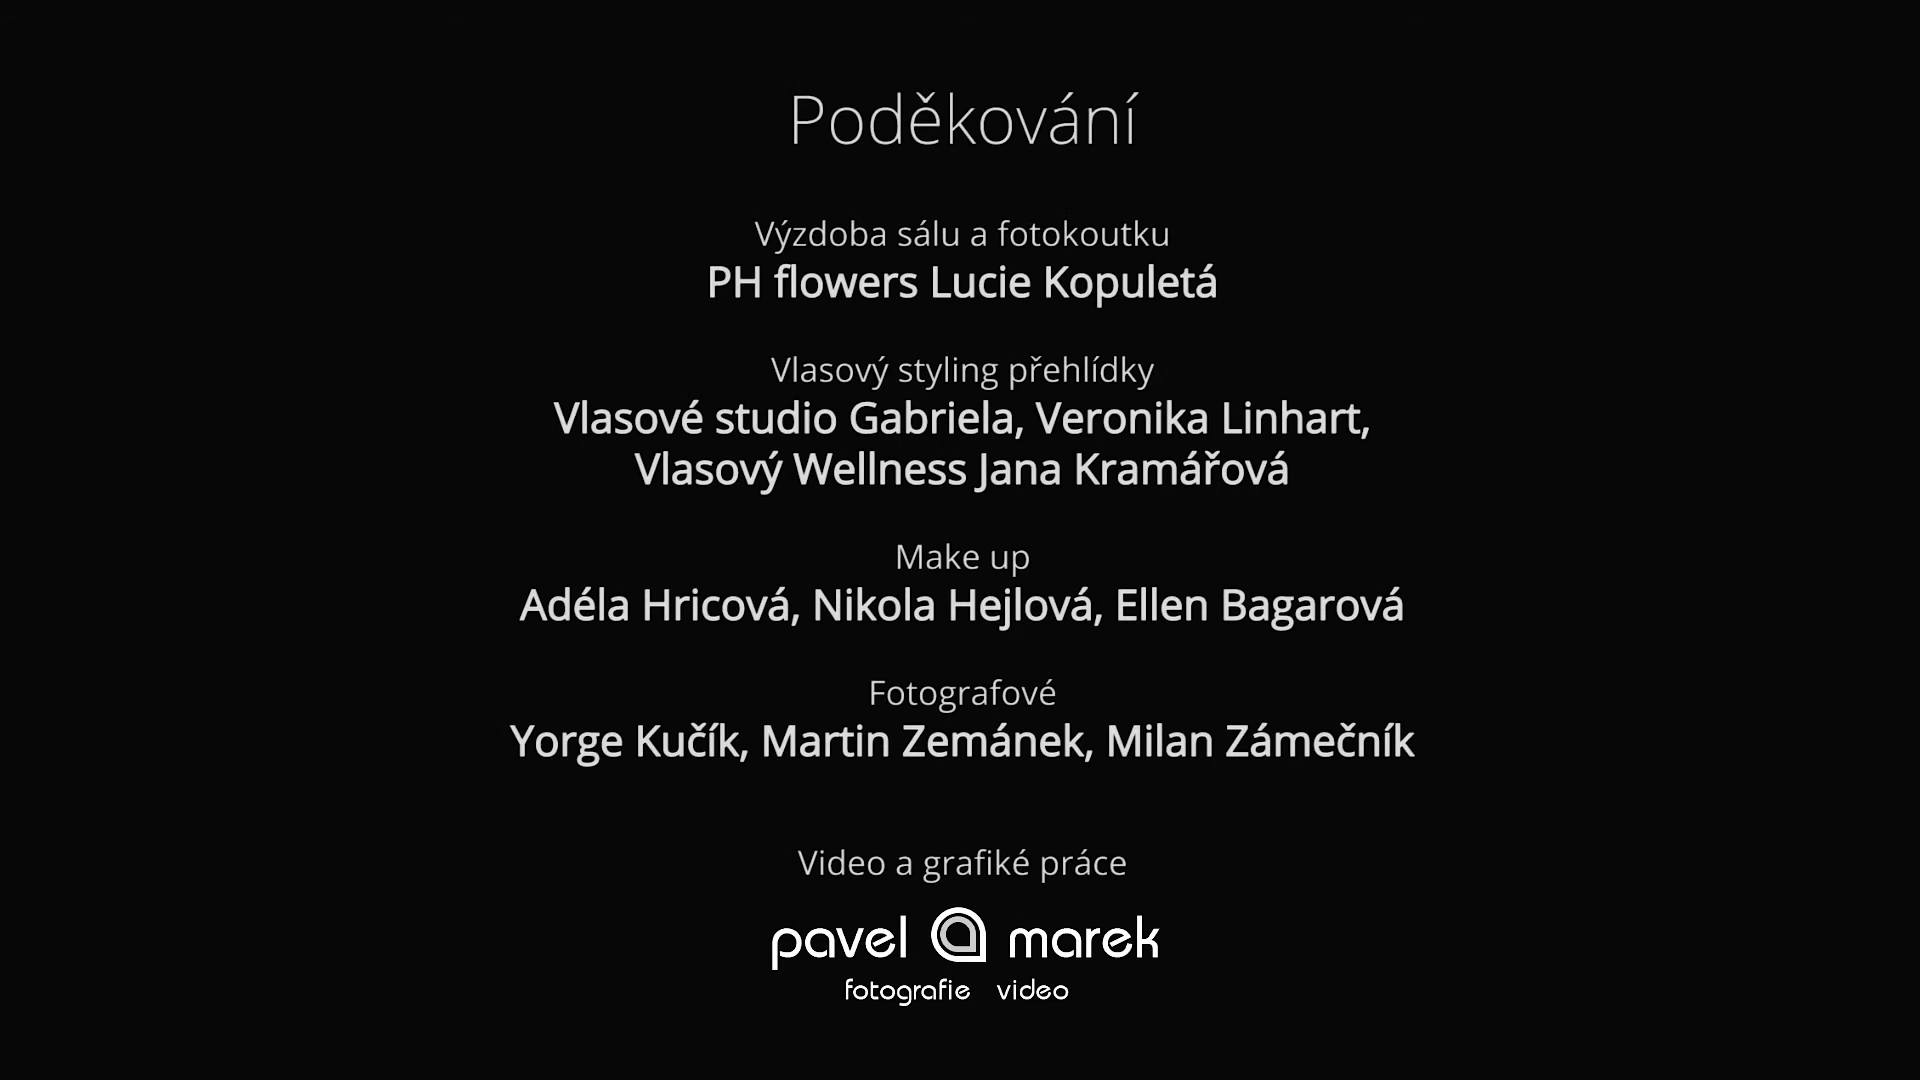 Poděkování
Výzdoba sálu a fotokoutku
PH flowers Lucie Kopuletá
Vlasový styling přehlídky
Vlasové studio Gabriela, Veronika Linhart,
Vlasový Wellness Jana Kramářová
Make up
Adéla Hricová, Nikola Hejlová, Ellen Bagarová
Fotografové
Yorge Kučík, Martin Zemánek, Milan Zámečník
Video a grafiké práce
pavel marek
fotografie video